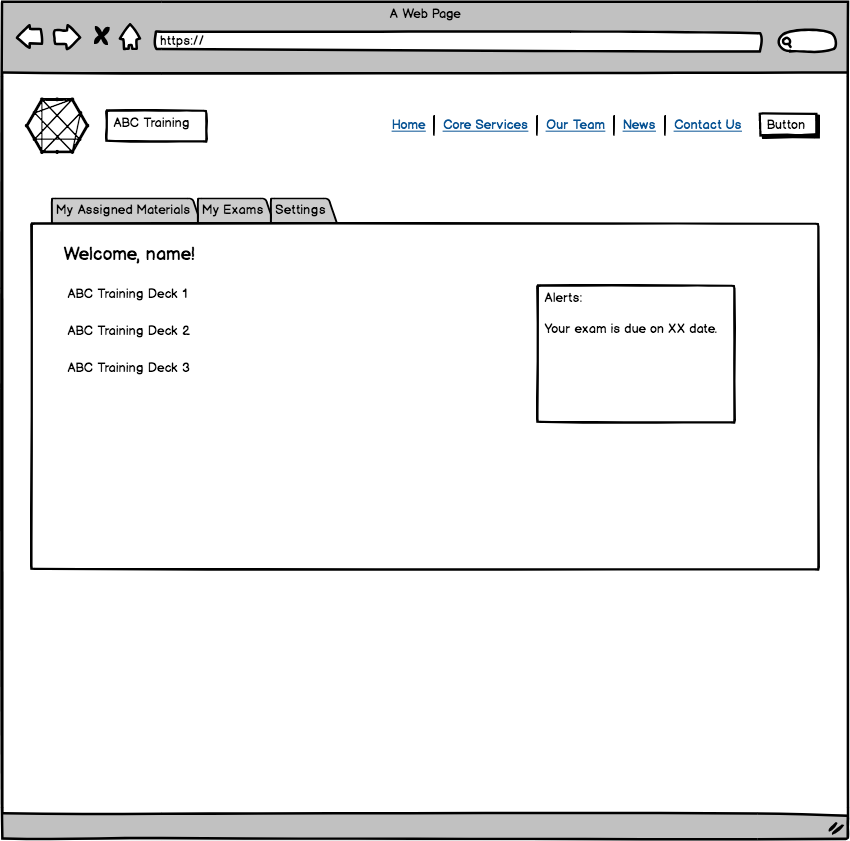 A Web Page
https://
ABC Training
Home
Core Services
Our Team
News
Contact Us
Button
My Assigned Materials
My Exams
Settings
Welcome, name!
ABC Training Deck 1
ABC Training Deck 2
ABC Training Deck 3
Alerts:
Your exam is due on XX date.